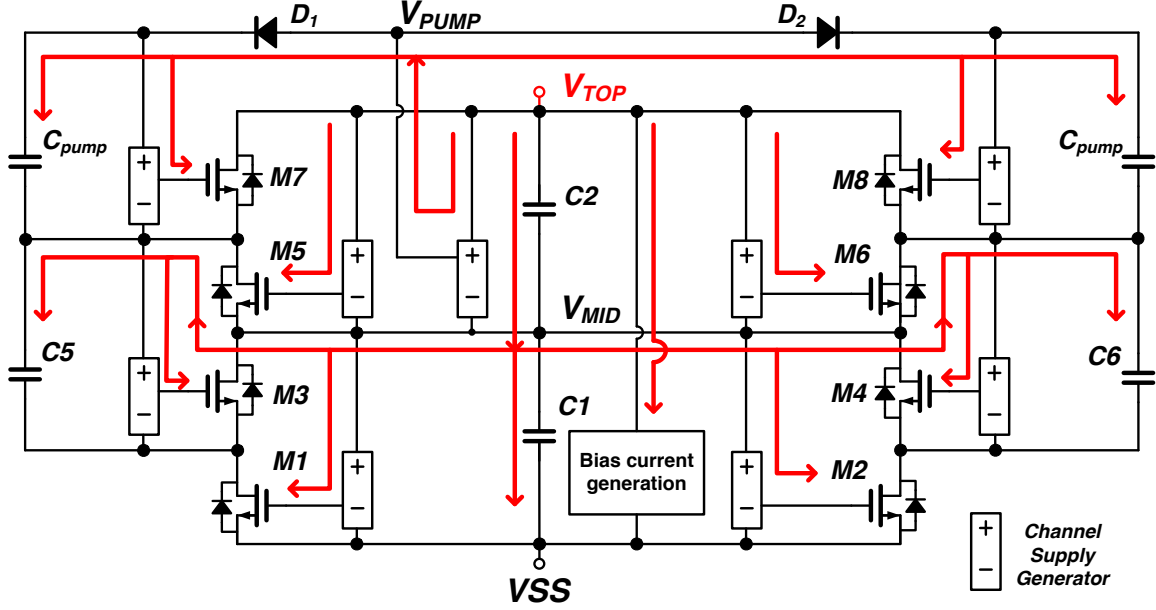 D1 VPUMP D2
VTOP
Cpump Cpump
+ +
− −
M7 M8
C2
M5 M6
+ + +
− − −
VMID
C5 C6
+ +
− −
M3 M4
C1
M1 M2
+ +
− −
Bias current
generation
VSS
+ Channel
Supply
− Generator